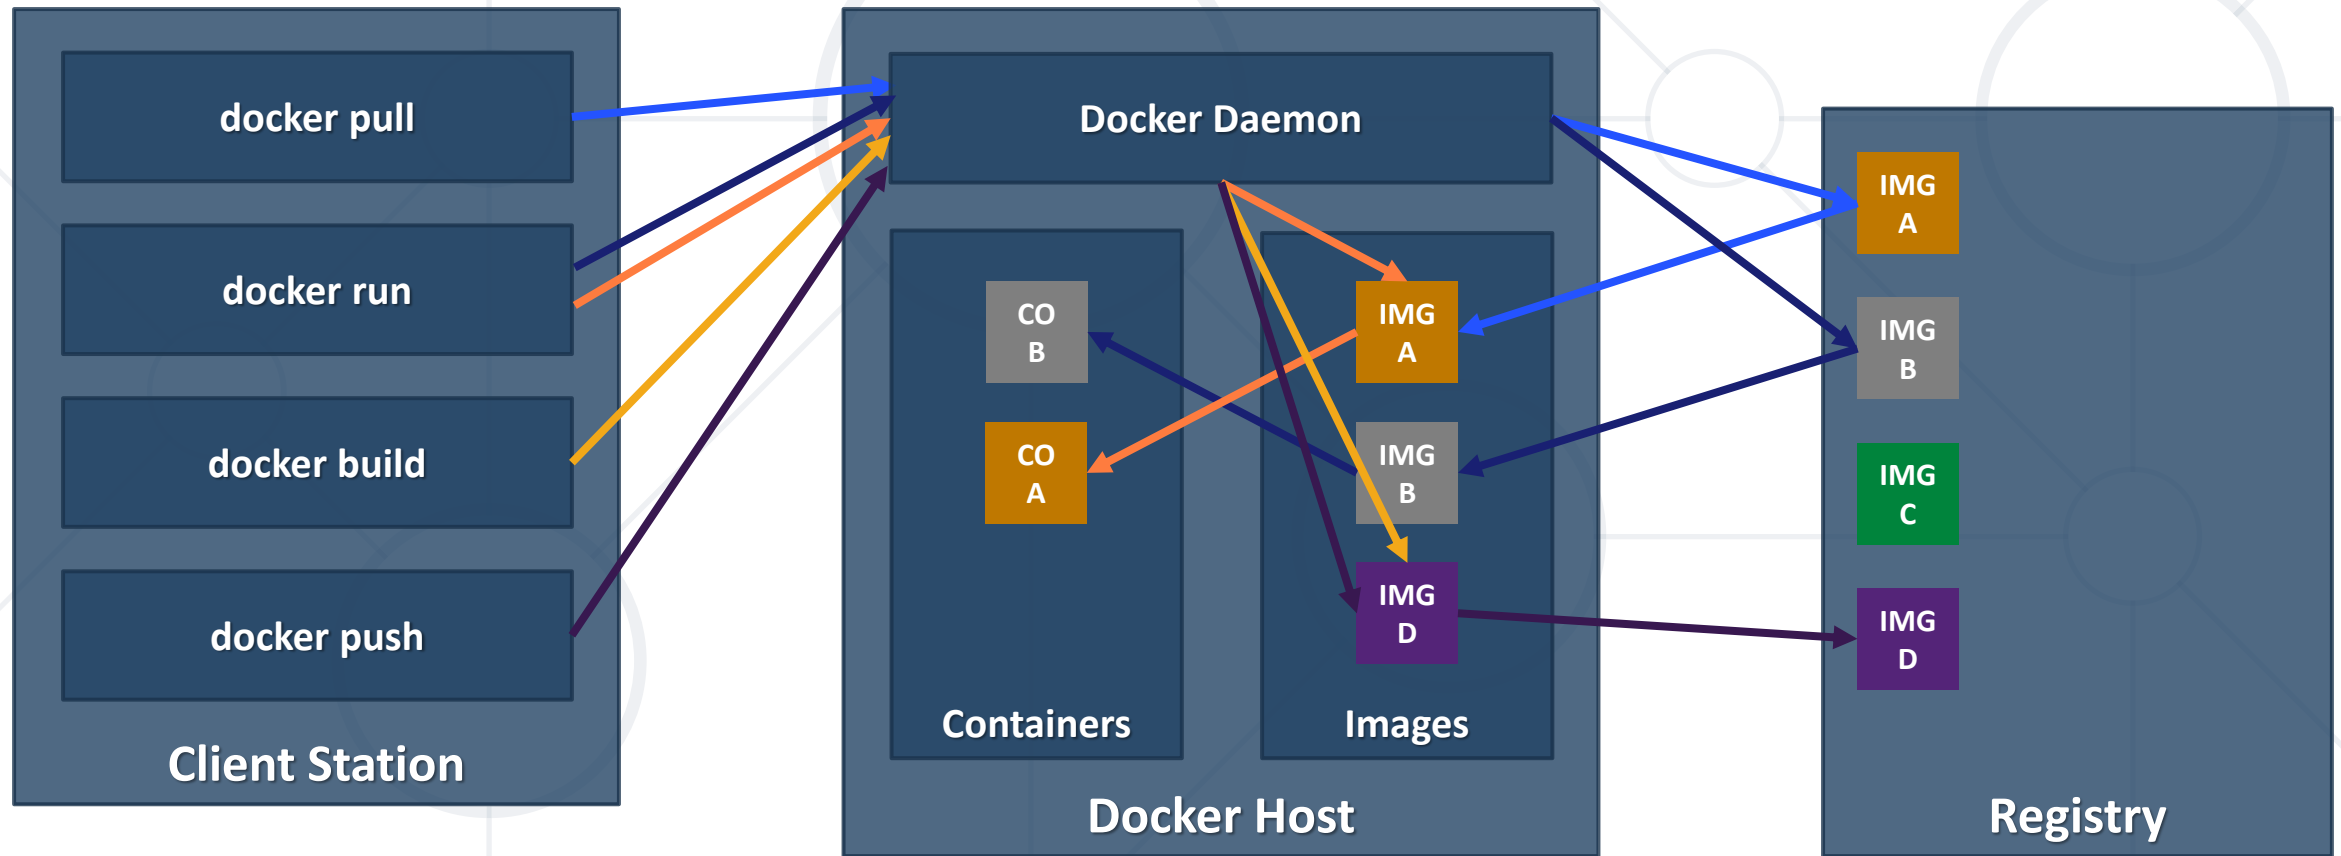 docker pull
docker run
docker build
docker push
Client Station
Docker Daemon
CO
B
CO
A
Containers
IMG
A
IMG
B
IMG
D
Images
Docker Host
IMG
A
IMG
B
IMG
C
IMG
D
Registry